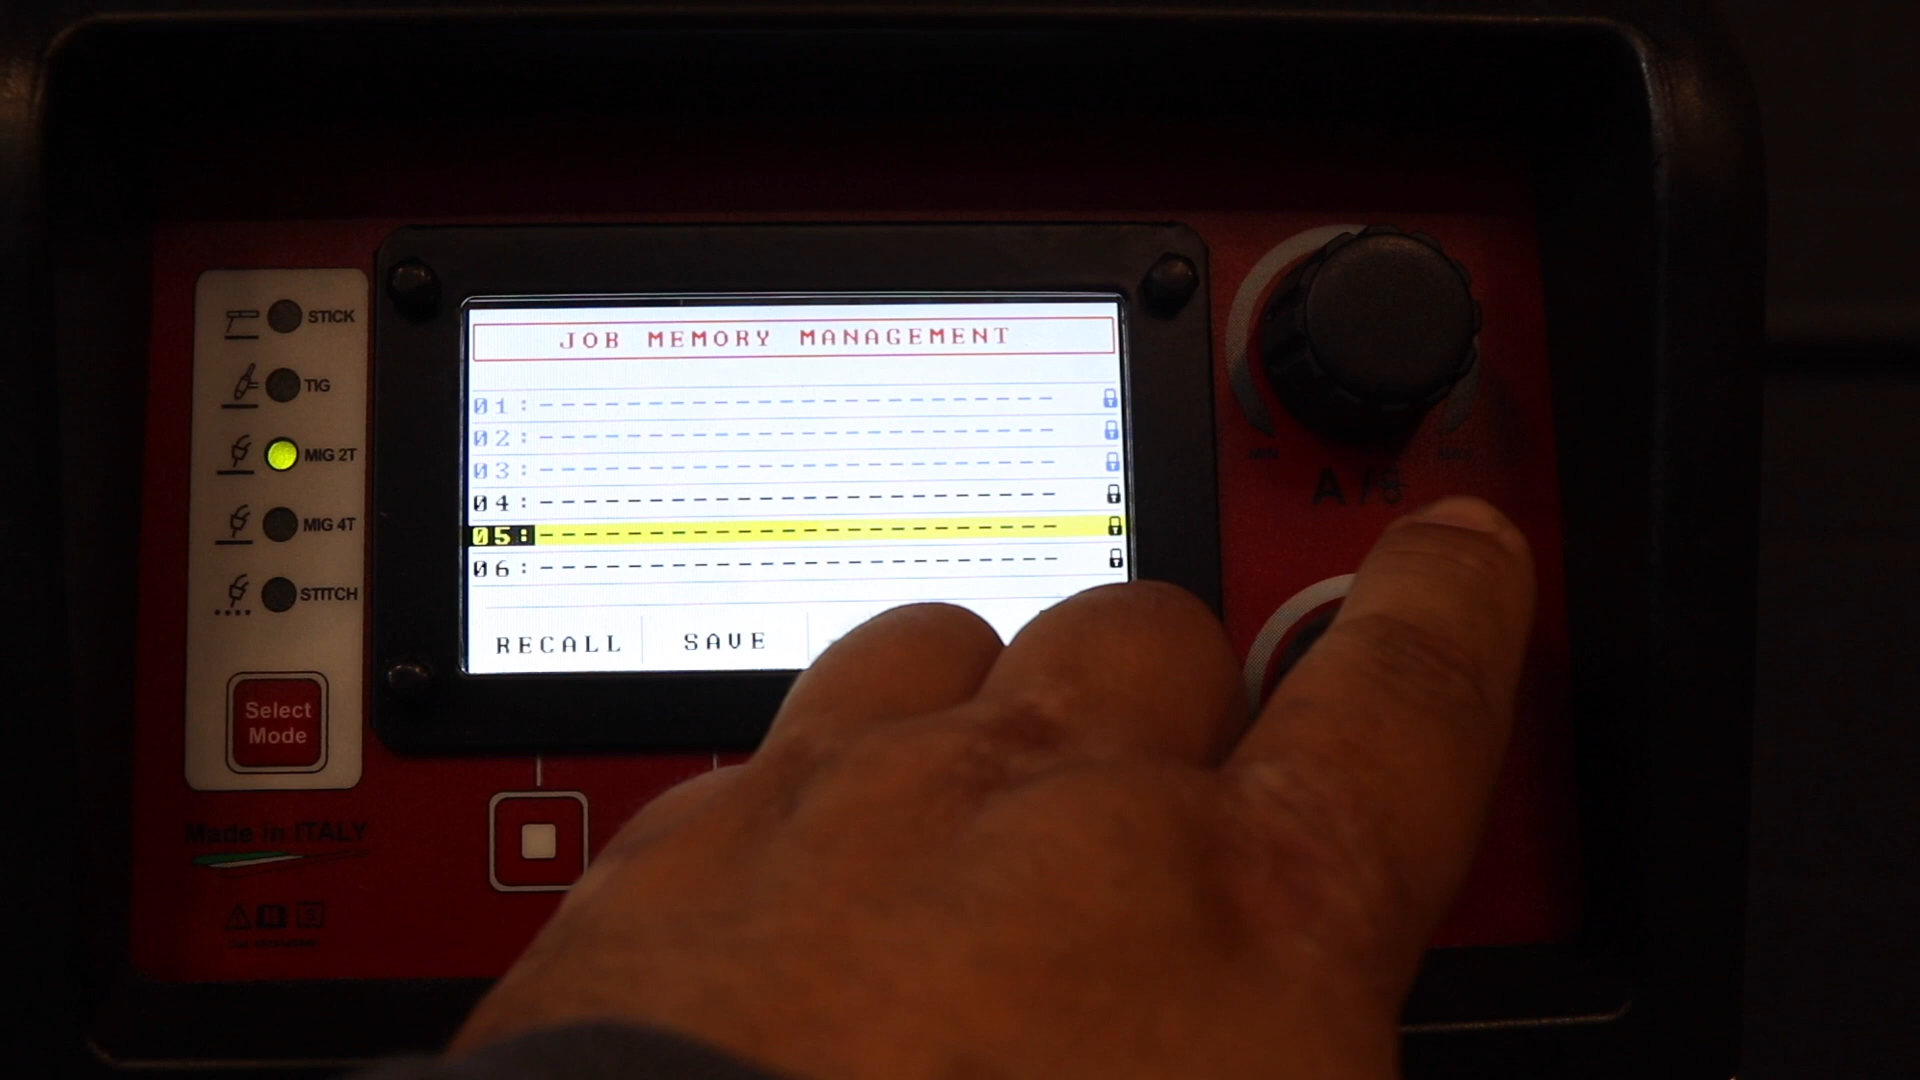 JOB MEMORY MANAGEMENT
01:--------------------
02:--------------------
03:--------------------
04:--------------------
05:--------------------
06:--------------------
RECALL SAVE
STICK
TIG
MIG 2T
MIG 4T
STITCH
Select
Mode
Made in ITALY
MIN